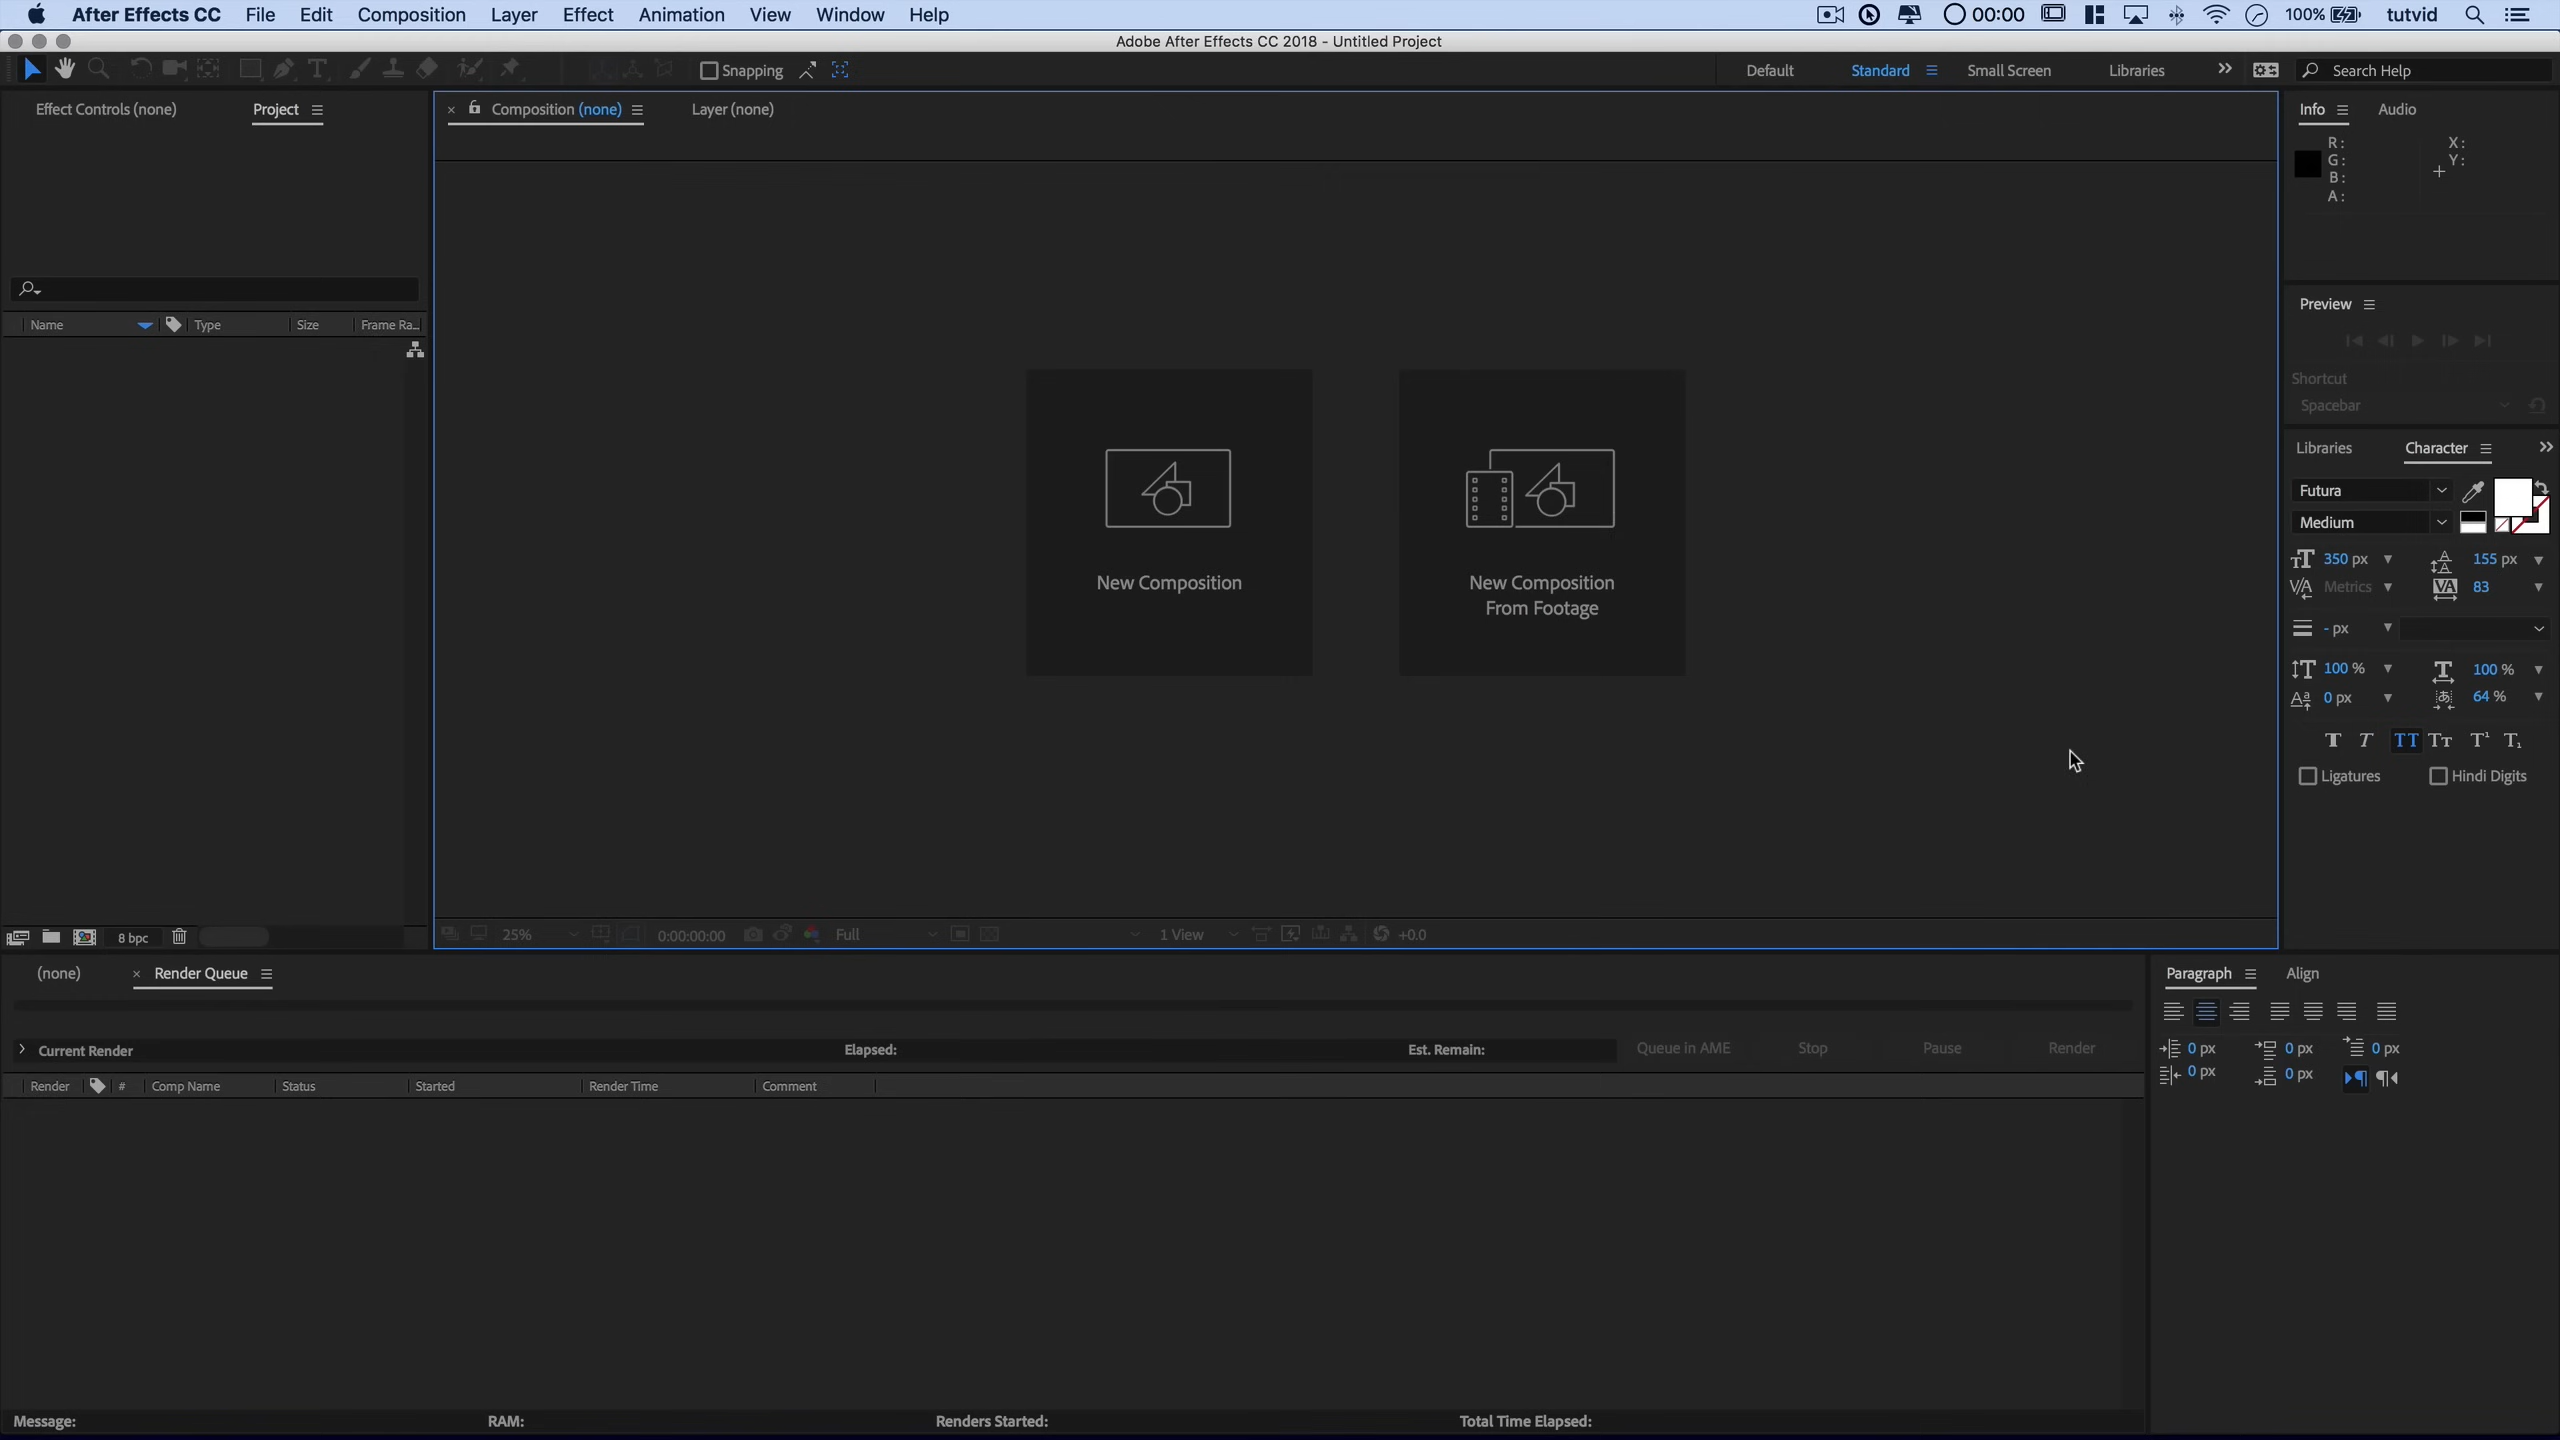 After Effects CC File Edit Composition Layer Effect Animation View Window Help 00:00 100% tutvid
Adobe After Effects CC 2018 - Untitled Project
Snapping Default Standard Small Screen Libraries Search Help
Effect Controls (none) Project
Composition (none) Layer (none)
Info Audio
R: X:
G: Y:
B:
A:
Name Type Size Frame Ra...
Preview
Shortcut
Spacebar
Libraries Character
Futura
Medium
350 px 155 px
Metrics 83
- px
100 % 100 %
0 px 64 %
Ligatures Hindi Digits
New Composition
New Composition
From Footage
8 bpc
25% 0:00:00:00 Full 1 View +0.0
(none) Render Queue
Current Render Elapsed: Est. Remain: Queue in AME Stop Pause Render
Render # Comp Name Status Started Render Time Comment
Paragraph Align
0 px 0 px 0 px
0 px 0 px
Message: RAM: Renders Started: Total Time Elapsed: